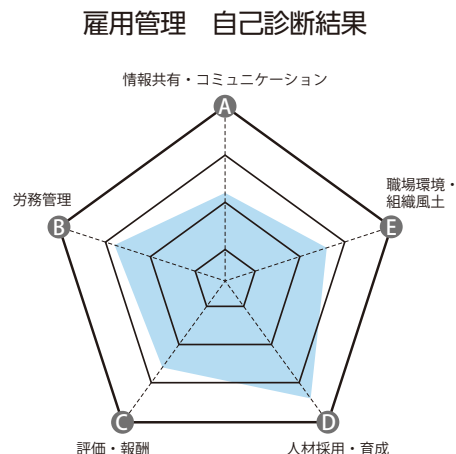 雇用管理　自己診断結果
情報共有・コミュニケーション
A
職場環境・
組織風土
労務管理
B
E
C
D
評価・報酬
人材採用・育成